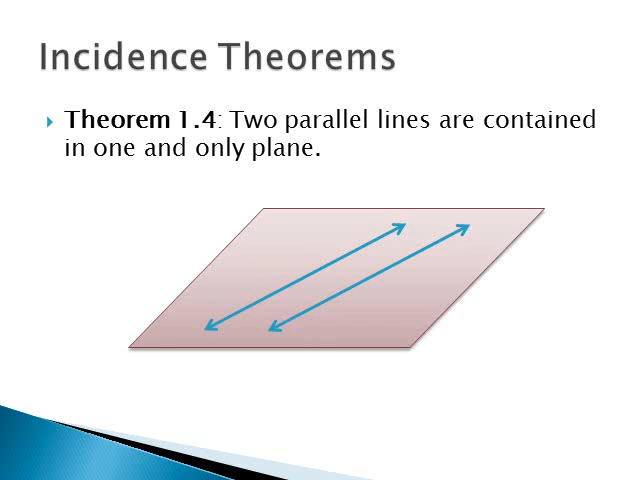 Incidence Theorems
Theorem 1.4: Two parallel lines are contained
in one and only plane.